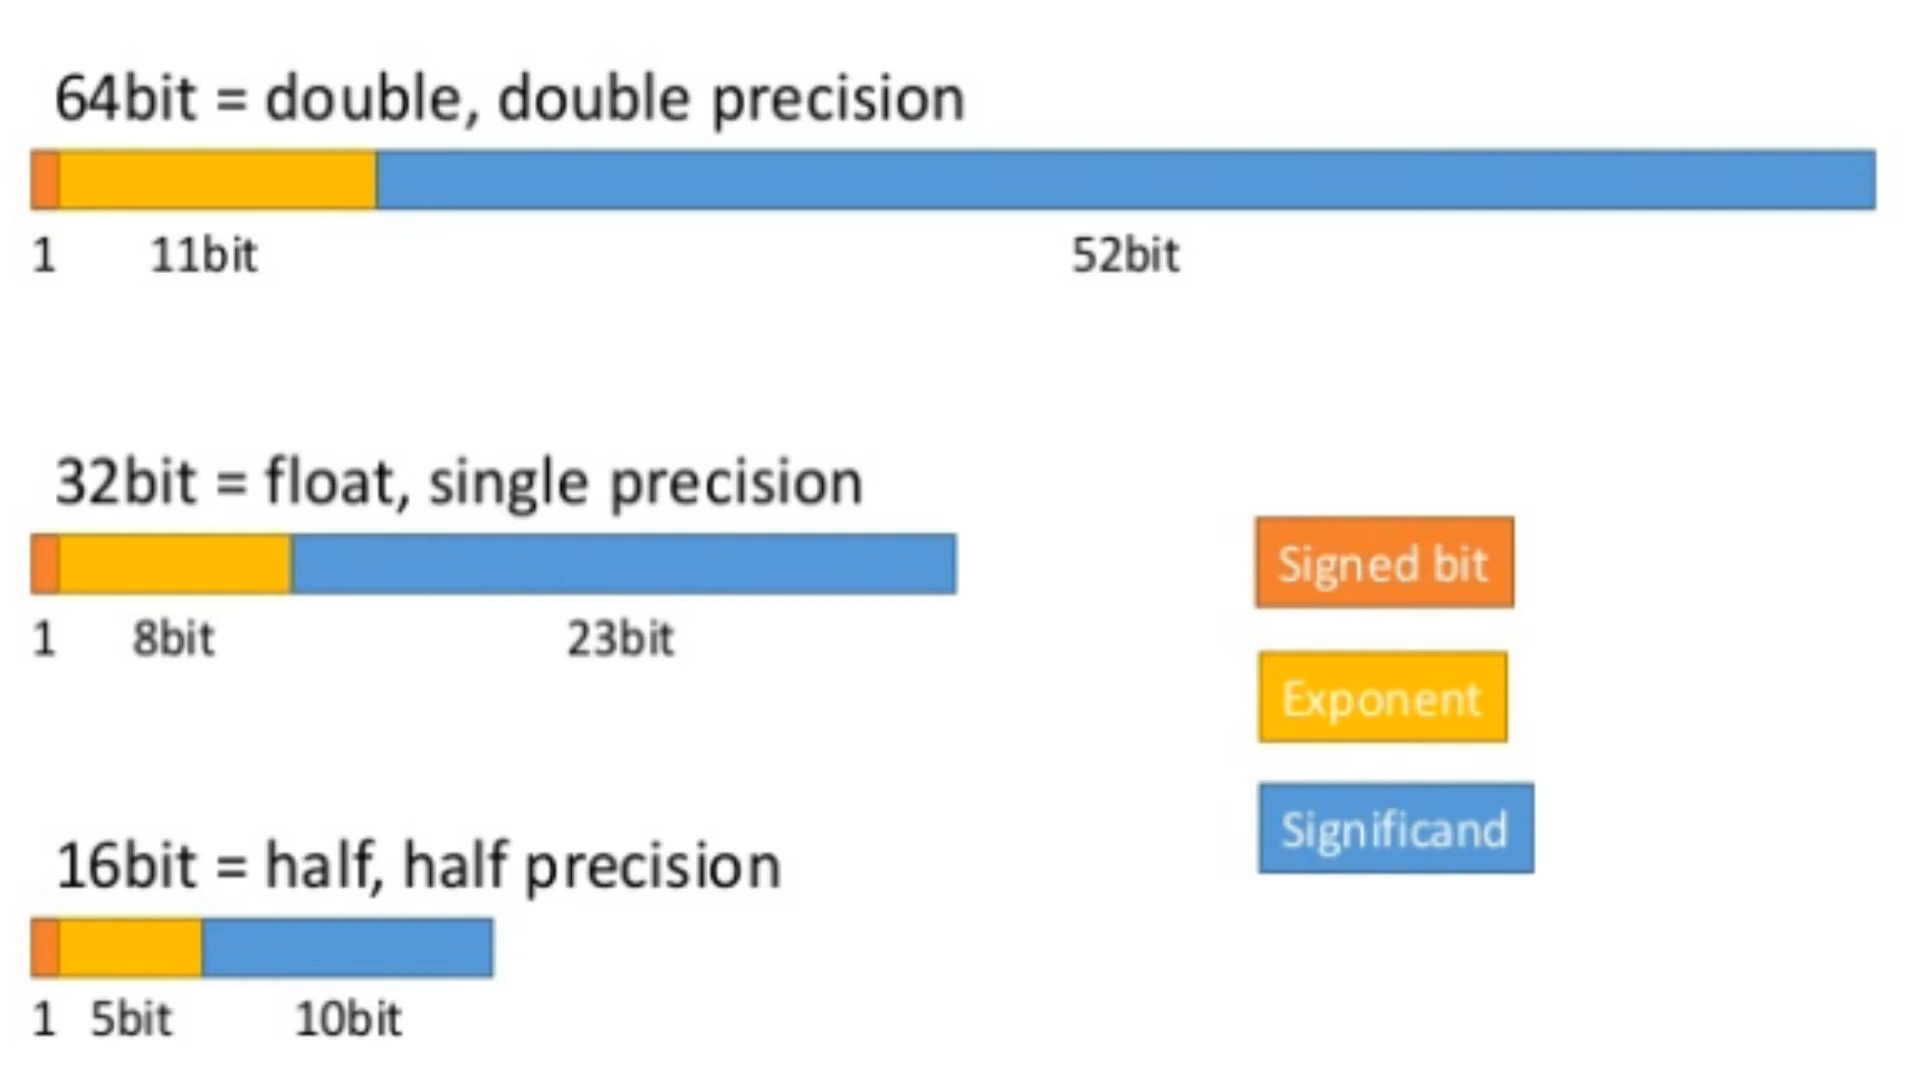 64bit = double, double precision
1 11bit 52bit
32bit = float, single precision
1 8bit 23bit
Signed bit
Exponent
Significand
16bit = half, half precision
1 5bit 10bit